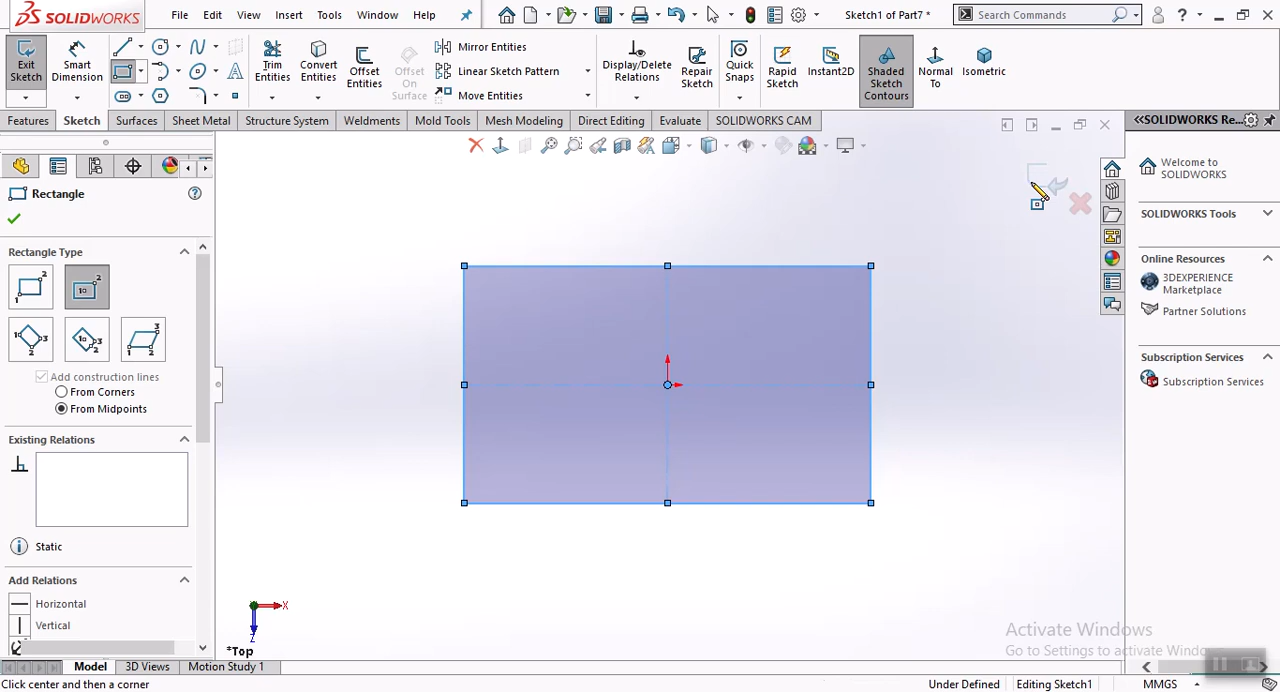 SOLIDWORKS File Edit View Insert Tools Window Help Sketch1 of Part7 * Search Commands
Exit Sketch
Smart Dimension
Trim Entities
Convert Entities
Offset Entities
Offset On Surface
Mirror Entities
Linear Sketch Pattern
Move Entities
Display/Delete Relations
Repair Sketch
Quick Snaps
Rapid Sketch
Instant2D
Shaded Sketch Contours
Normal To
Isometric
Features Sketch Surfaces Sheet Metal Structure System Weldments Mold Tools Mesh Modeling Direct Editing Evaluate SOLIDWORKS CAM
Rectangle
Rectangle Type
Add construction lines
From Corners
From Midpoints
Existing Relations
Static
Add Relations
Horizontal
Vertical
X
Z
*Top
<<SOLIDWORKS Re...
Welcome to
SOLIDWORKS
SOLIDWORKS Tools
Online Resources
3DEXPERIENCE
Marketplace
Partner Solutions
Subscription Services
Subscription Services
Activate Windows
Go to Settings to activate Windo
Model 3D Views Motion Study 1
Click center and then a corner Under Defined Editing Sketch1 MMGS